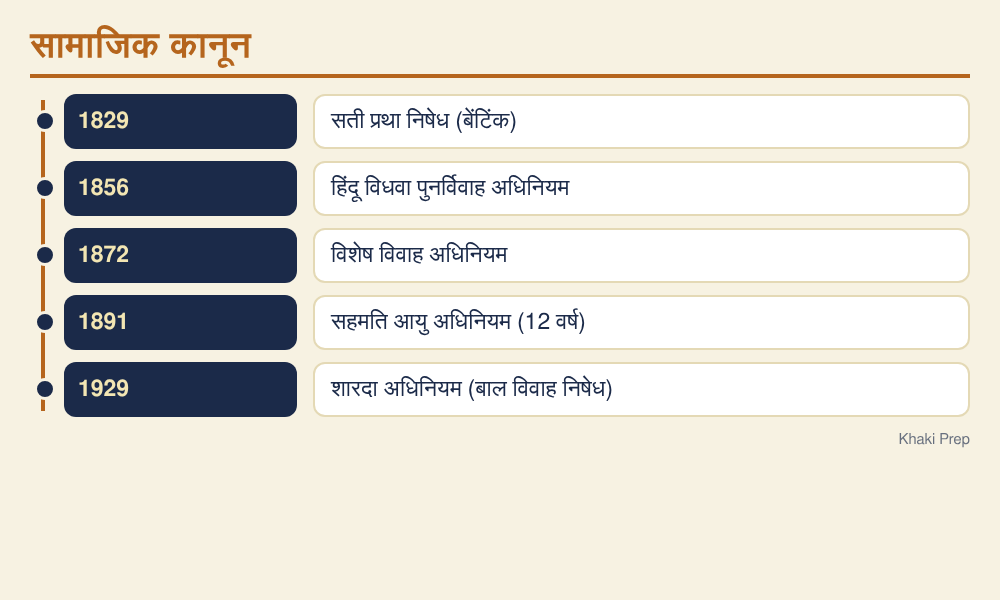 सामाजिक कानून
1829 सती प्रथा निषेध (बेंटिंक)
1856 हिंदू विधवा पुनर्विवाह अधिनियम
1872 विशेष विवाह अधिनियम
1891 सहमति आयु अधिनियम (12 वर्ष)
1929 शारदा अधिनियम (बाल विवाह निषेध)
Khaki Prep